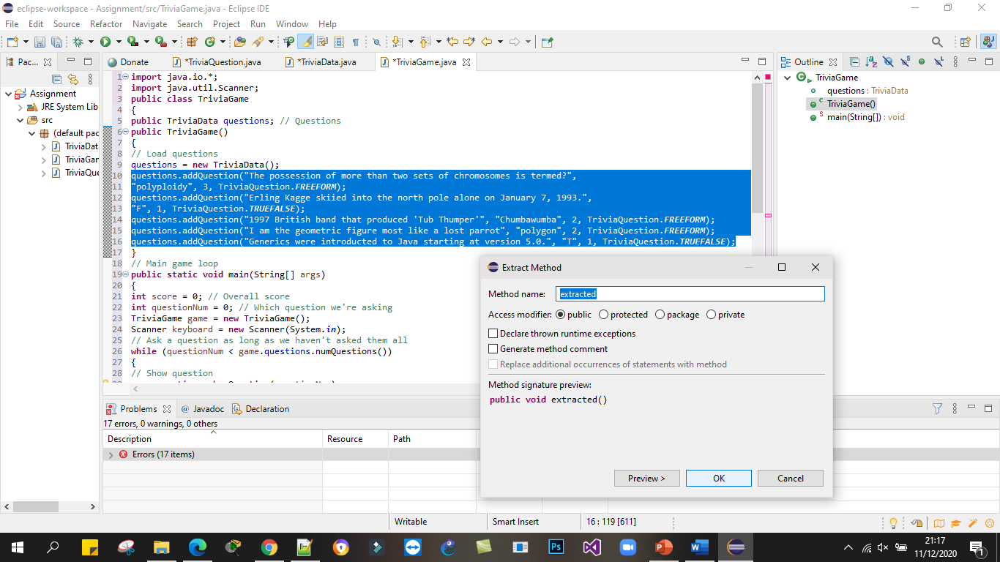 eclipse-workspace - Assignment/src/TriviaGame.java - Eclipse IDE
File Edit Source Refactor Navigate Search Project Run Window Help
Pac...
Donate
*TriviaQuestion.java
*TriviaData.java
*TriviaGame.java
Outline
Assignment
JRE System Lib
src
(default pac
TriviaDat
TriviaGan
TriviaQue
1 import java.io.*;
2 import java.util.Scanner;
3 public class TriviaGame
4 {
5 public TriviaData questions; // Questions
6 public TriviaGame()
7 {
8 // Load questions
9 questions = new TriviaData();
10 questions.addQuestion("The possession of more than two sets of chromosomes is termed?",
11 "polyploidy", 3, TriviaQuestion.FREEFORM);
12 questions.addQuestion("Erling Kagge skiied into the north pole alone on January 7, 1993.",
13 "F", 1, TriviaQuestion.TRUEFALSE);
14 questions.addQuestion("1997 British band that produced 'Tub Thumper'", "Chumbawumba", 2, TriviaQuestion.FREEFORM);
15 questions.addQuestion("I am the geometric figure most like a lost parrot", "polygon", 2, TriviaQuestion.FREEFORM);
16 questions.addQuestion("Generics were introducted to Java starting at version 5.0.", "T", 1, TriviaQuestion.TRUEFALSE);
17 }
18 // Main game loop
19 public static void main(String[] args)
20 {
21 int score = 0; // Overall score
22 int questionNum = 0; // Which question we're asking
23 TriviaGame game = new TriviaGame();
24 Scanner keyboard = new Scanner(System.in);
25 // Ask a question as long as we haven't asked them all
26 while (questionNum < game.questions.numQuestions())
27 {
28 // Show question
TriviaGame
questions : TriviaData
TriviaGame()
main(String[]) : void
Extract Method
Method name: extracted
Access modifier: public protected package private
Declare thrown runtime exceptions
Generate method comment
Replace additional occurrences of statements with method
Method signature preview:
public void extracted()
Preview > OK Cancel
Problems @ Javadoc Declaration
17 errors, 0 warnings, 0 others
Description Resource Path
Errors (17 items)
Writable Smart Insert 16 : 119 [611]
21:17
11/12/2020
1